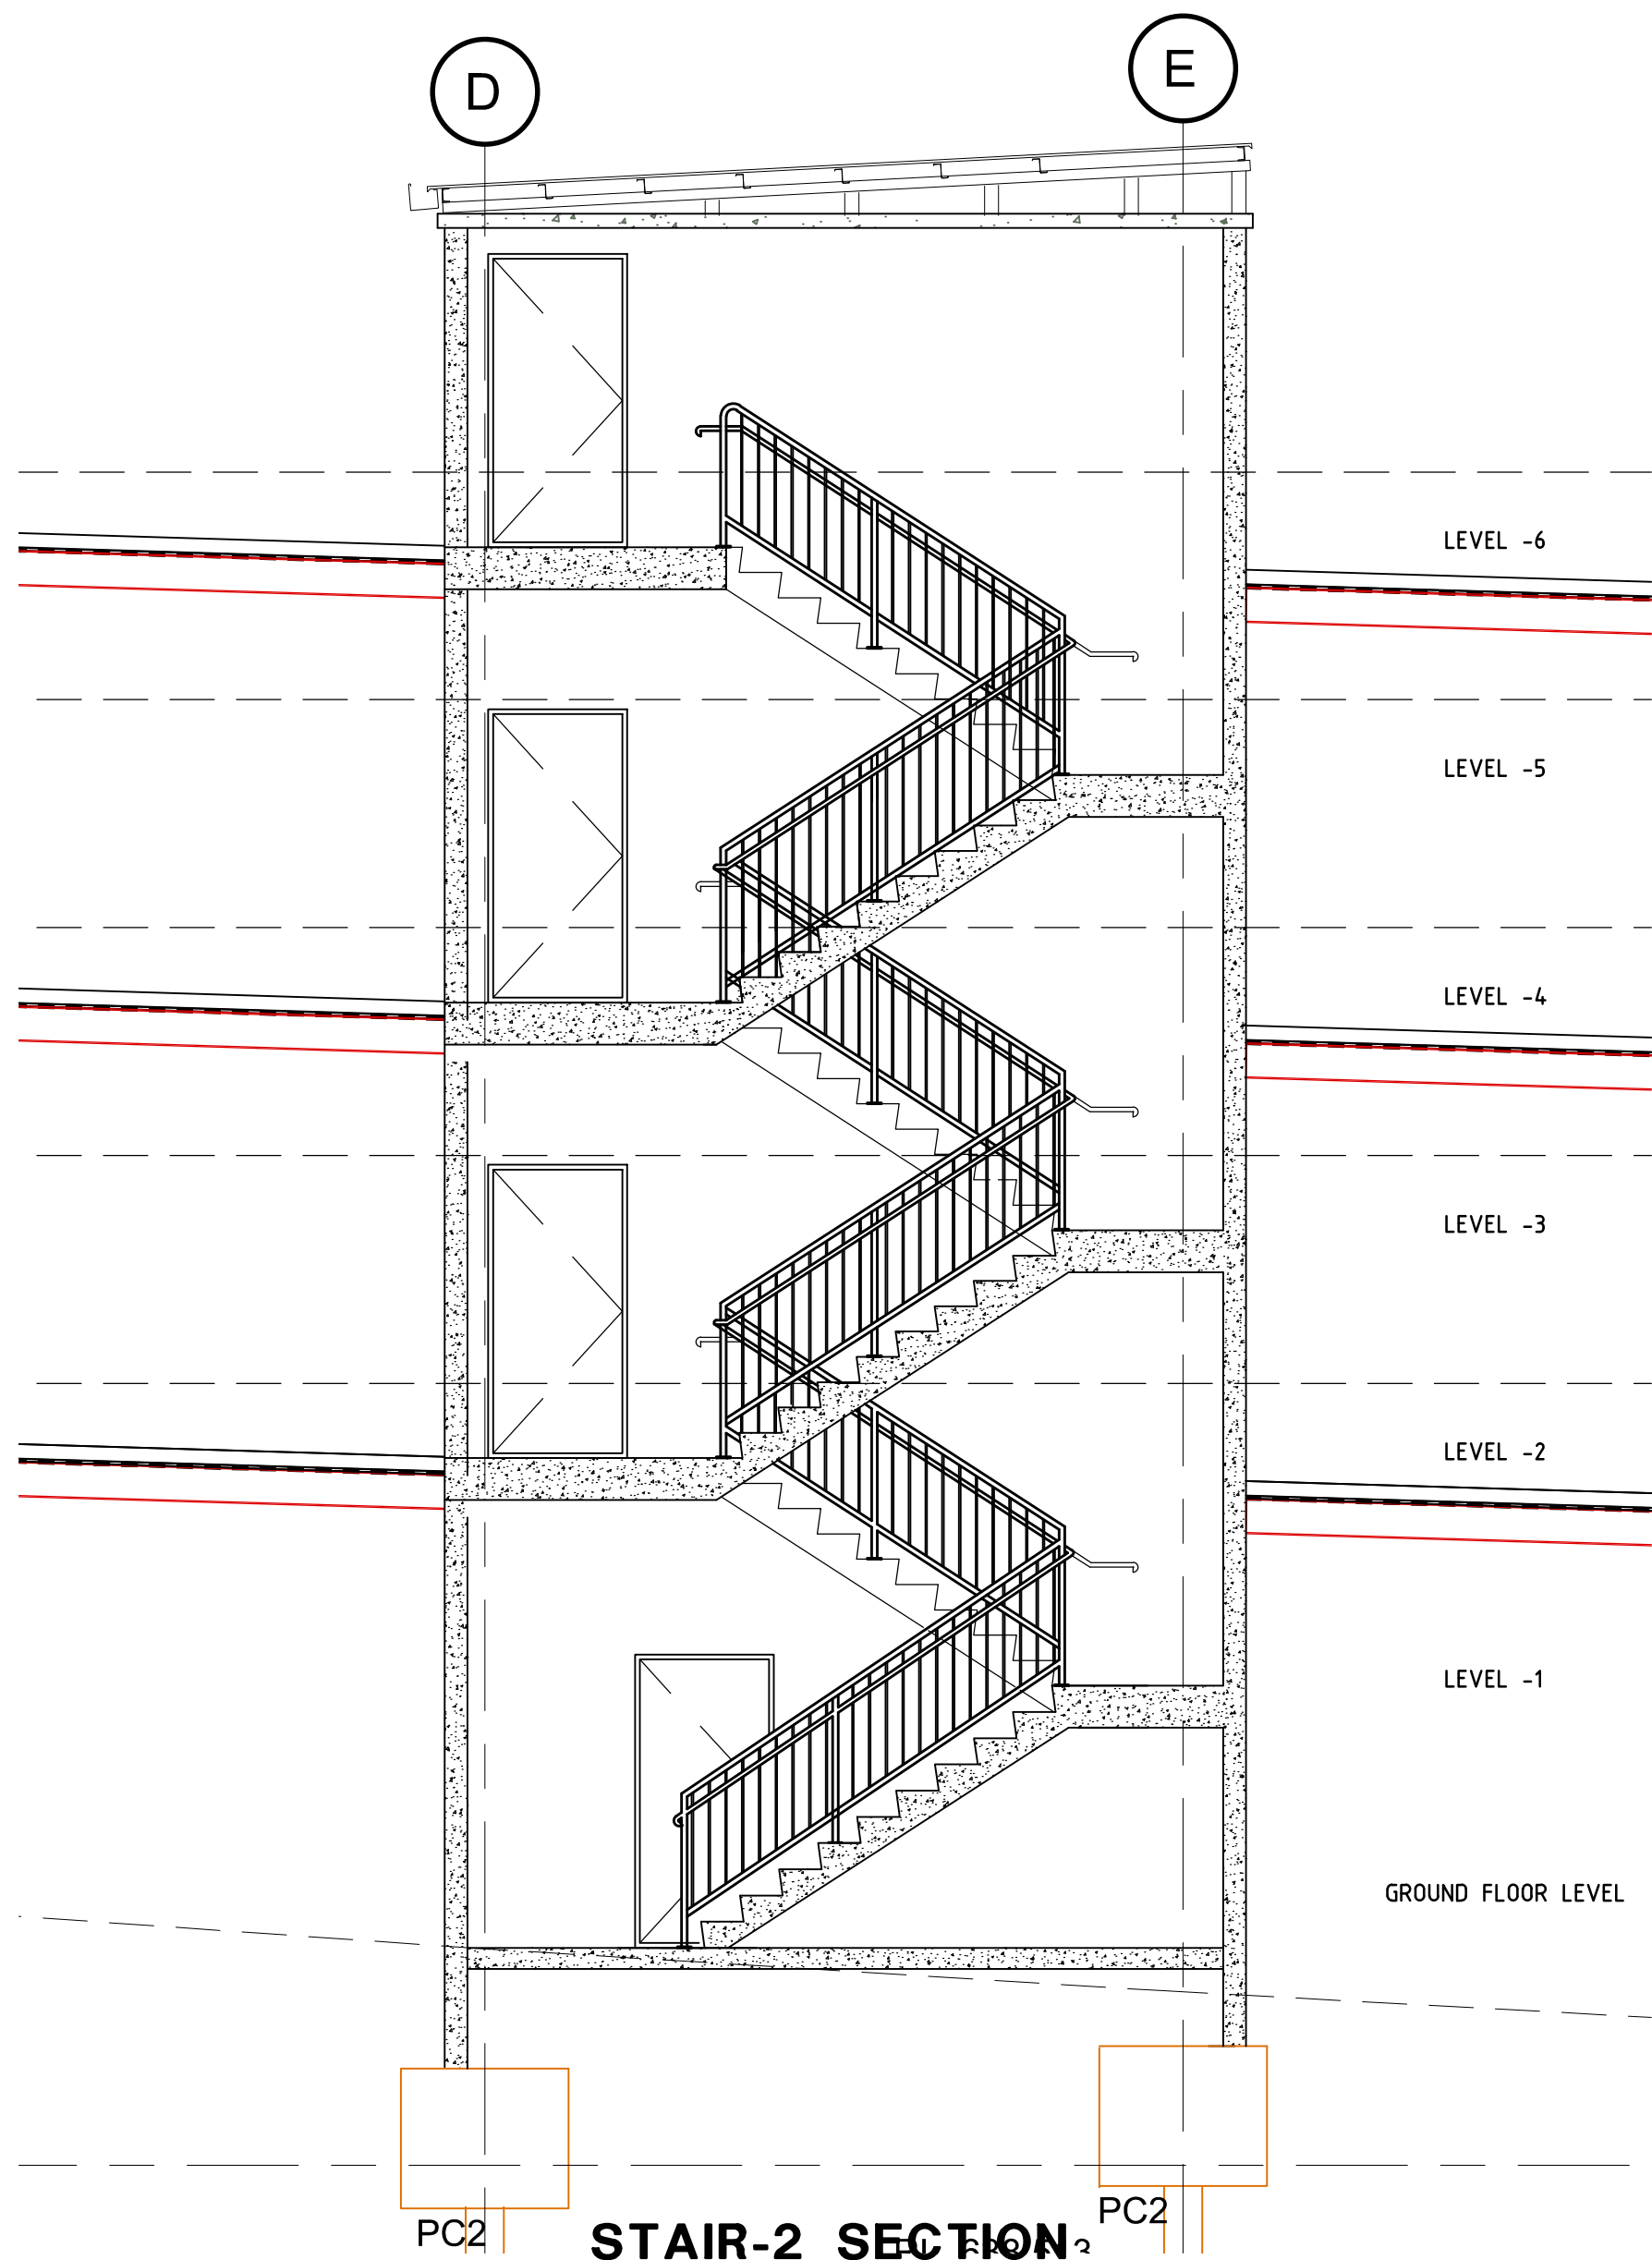 D
E
LEVEL -6
LEVEL -5
LEVEL -4
LEVEL -3
LEVEL -2
LEVEL -1
GROUND FLOOR LEVEL
PC2
PC2
STAIR-2 SECTION